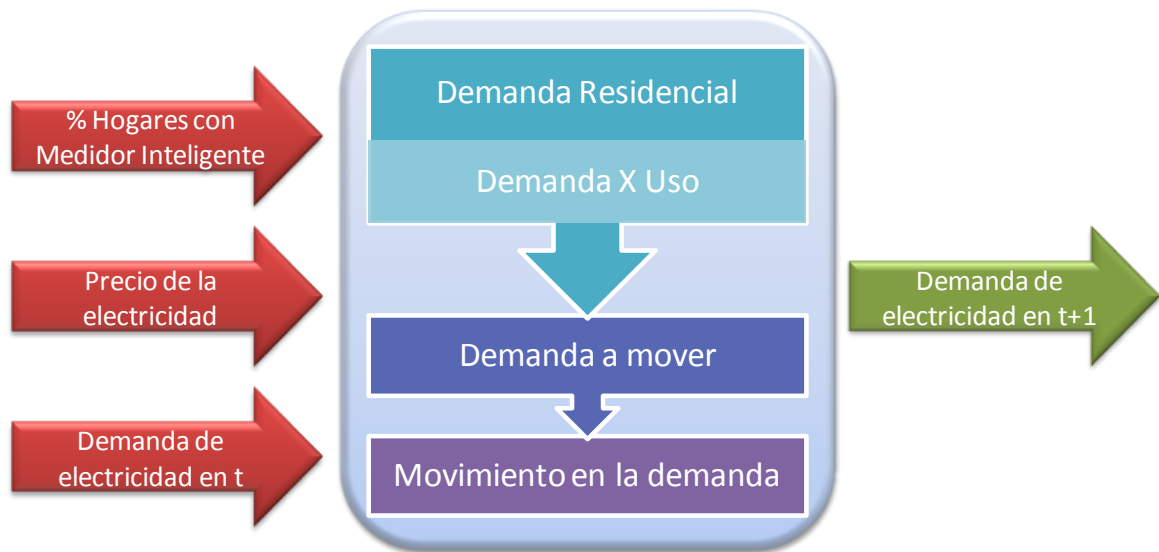 % Hogares con
Medidor Inteligente
Precio de la
electricidad
Demanda de
electricidad en t
Demanda Residencial
Demanda X Uso
Demanda a mover
Movimiento en la demanda
Demanda de
electricidad en t+1